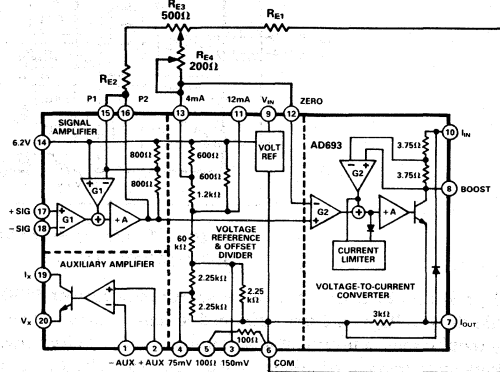 RE3
500Ω
RE1
RE4
200Ω
RE2
P1
P2
4mA
12mA
VIN
ZERO
15
16
13
11
9
12
SIGNAL
AMPLIFIER
6.2V
14
AD693
10
IIN
VOLT
REF
800Ω
800Ω
600Ω
600Ω
1.2kΩ
3.75Ω
3.75Ω
G1
G2
8
BOOST
+SIG
17
−SIG
18
G1
+A
G2
+A
60
kΩ
VOLTAGE
REFERENCE
& OFFSET
DIVIDER
CURRENT
LIMITER
AUXILIARY AMPLIFIER
IX
19
2.25kΩ
2.25
kΩ
2.25kΩ
VOLTAGE-TO-CURRENT
CONVERTER
3kΩ
VX
20
7
IOUT
100Ω
1
2
4
5
3
6
−AUX
+AUX
75mV
100Ω
150mV
COM